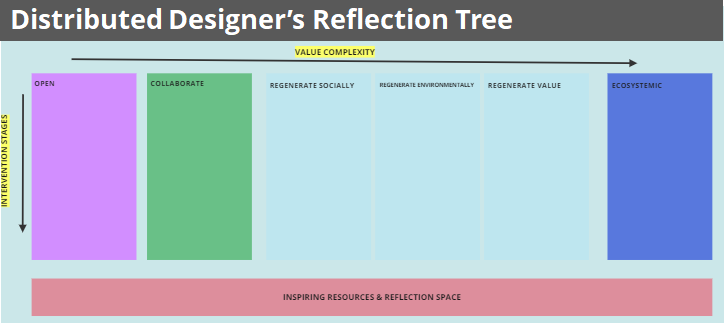 Distributed Designer's Reflection Tree
VALUE COMPLEXITY
INTERVENTION STAGES
OPEN
COLLABORATE
REGENERATE SOCIALLY
REGENERATE ENVIRONMENTALLY
REGENERATE VALUE
ECOSYSTEMIC
INSPIRING RESOURCES & REFLECTION SPACE